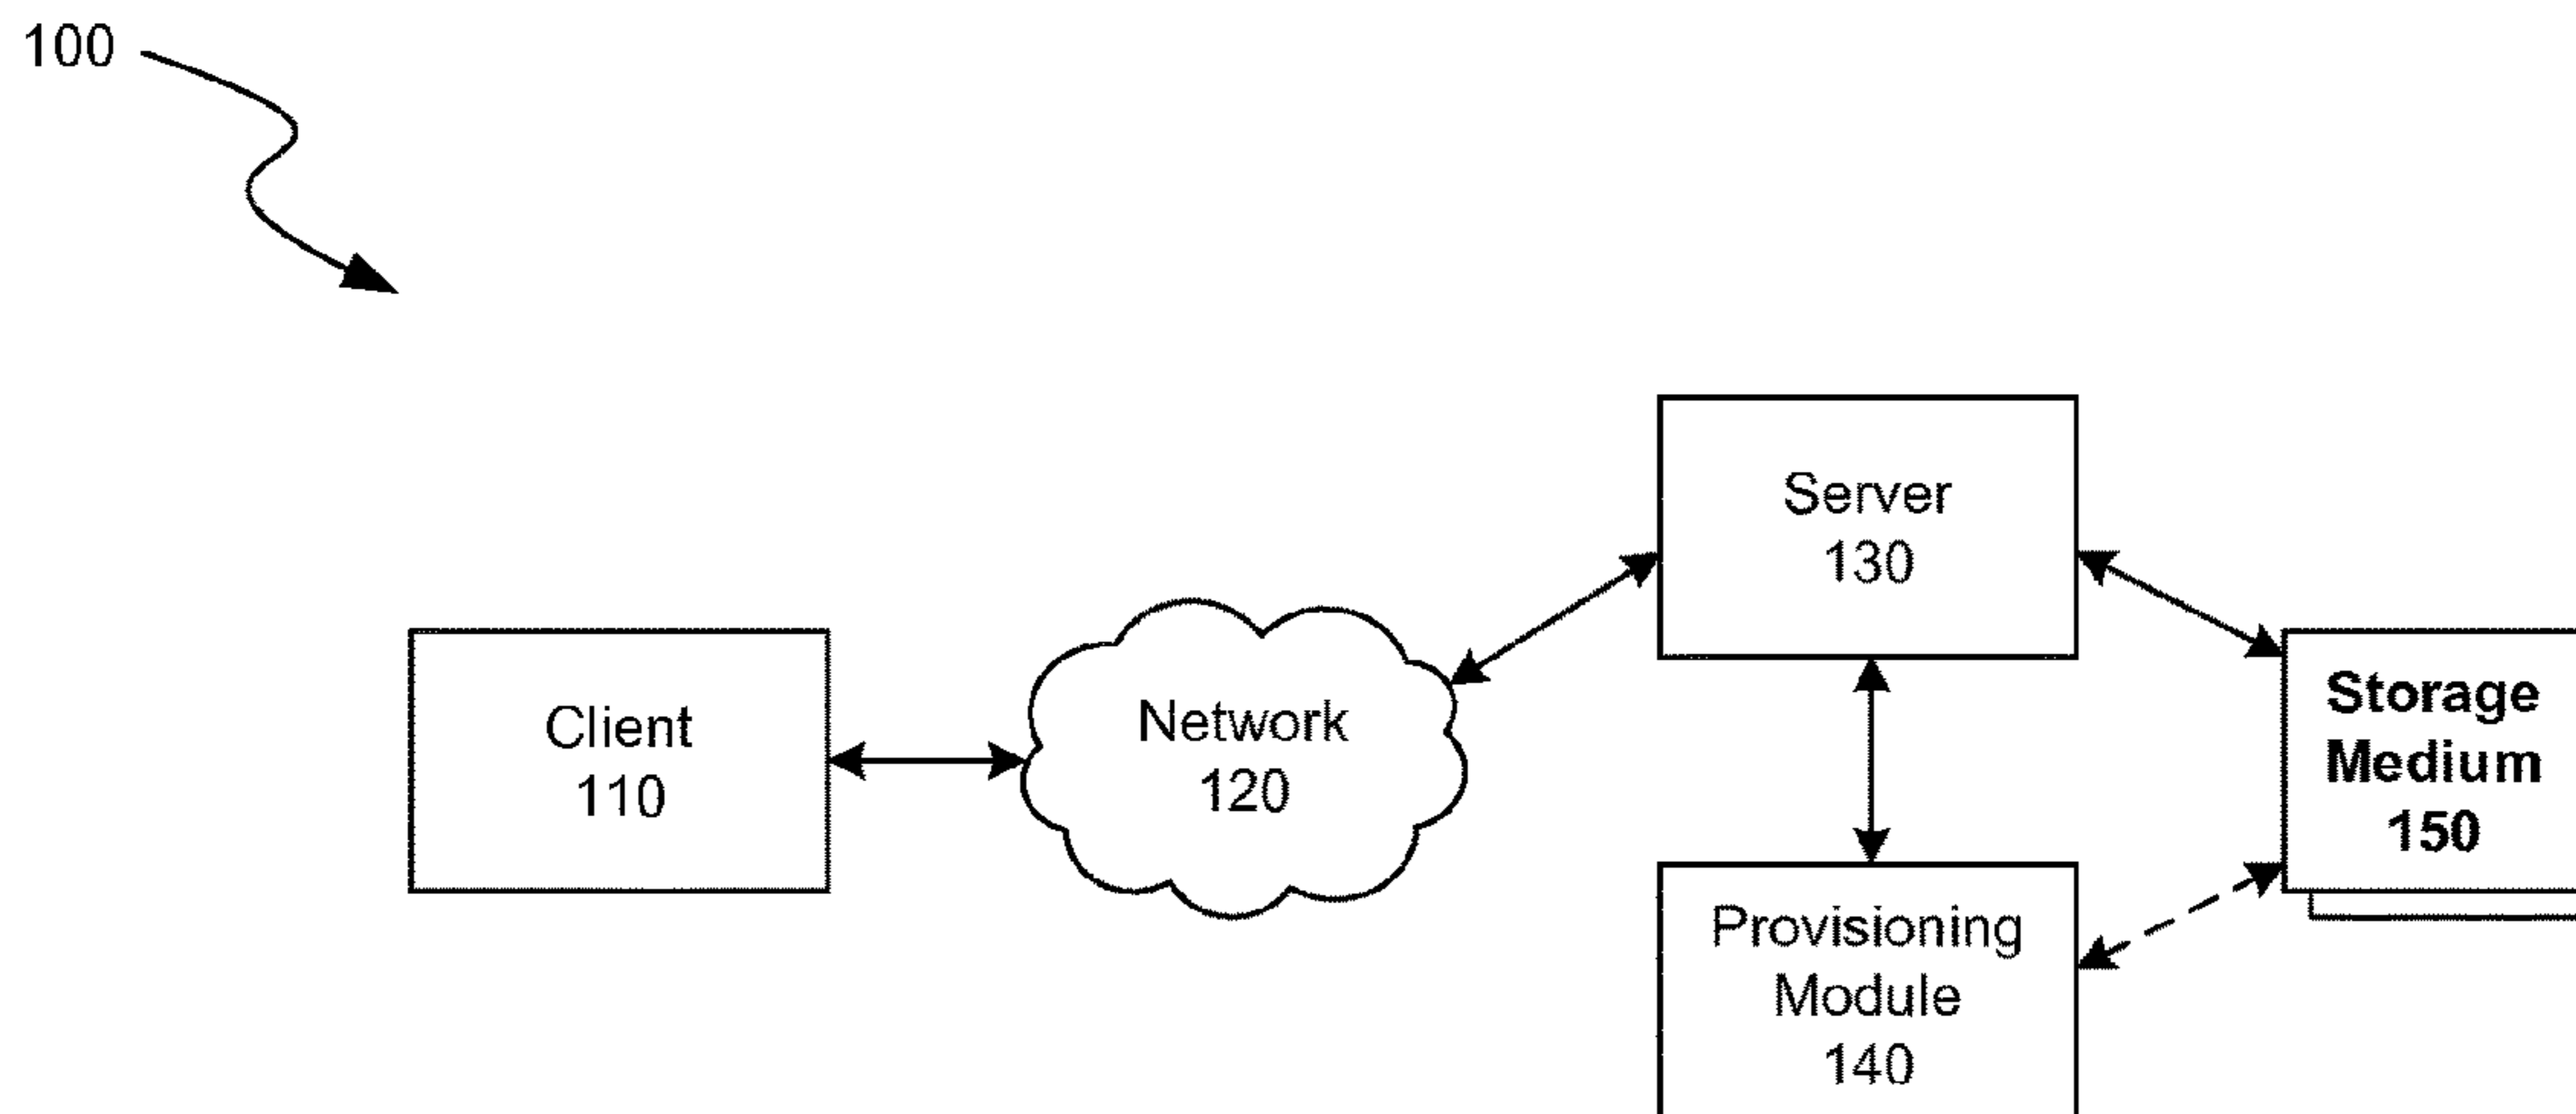 100
Server
130
Client
110
Network
120
Storage
Medium
150
Provisioning
Module
140